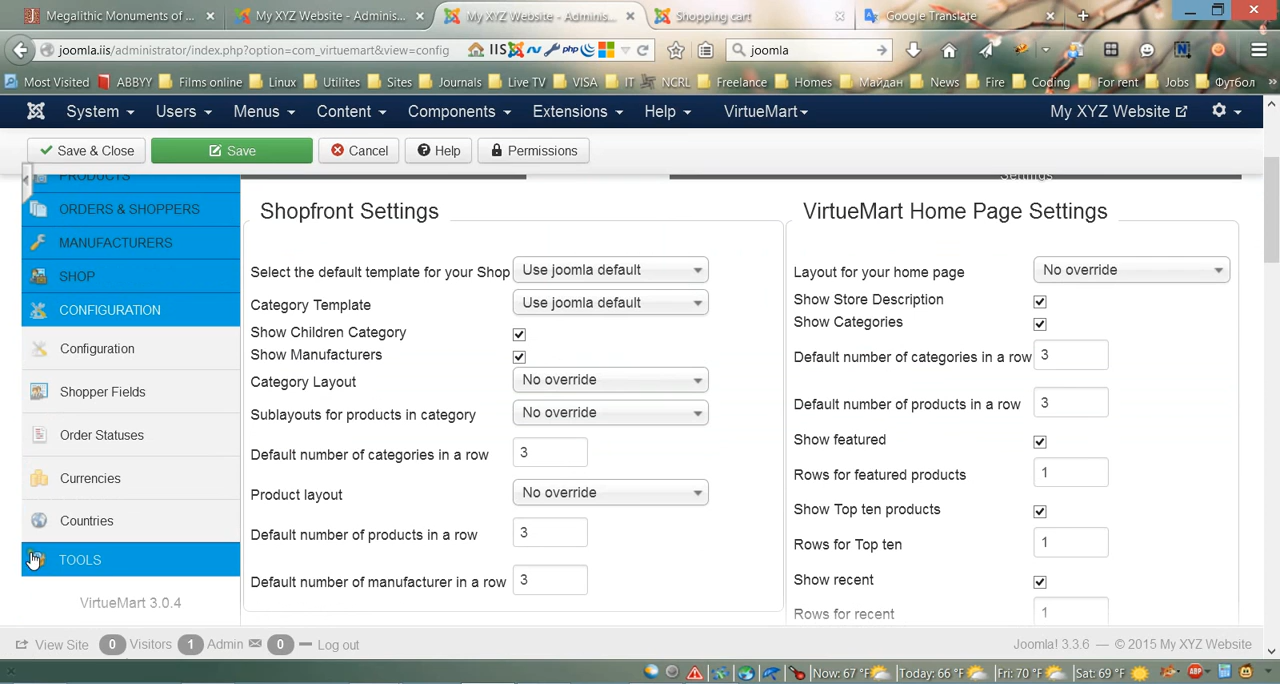 Megalithic Monuments of ... × My XYZ Website - Adminis... × My XYZ Website - Adminis... × Shopping cart × Google Translate × +
joomla.iis/administrator/index.php?option=com_virtuemart&view=config IIS php joomla
Most Visited ABBYY Films online Linux Utilites Sites Journals Live TV VISA IT NCRL Freelance Homes Майдан News Fire Coding For rent Jobs Футбол »
System Users Menus Content Components Extensions Help VirtueMart My XYZ Website
Save & Close Save Cancel Help Permissions
PRODUCTS Settings
ORDERS & SHOPPERS
MANUFACTURERS
SHOP
CONFIGURATION
Configuration
Shopper Fields
Order Statuses
Currencies
Countries
TOOLS
VirtueMart 3.0.4
Shopfront Settings
Select the default template for your Shop Use joomla default
Category Template Use joomla default
Show Children Category
Show Manufacturers
Category Layout No override
Sublayouts for products in category No override
Default number of categories in a row 3
Product layout No override
Default number of products in a row 3
Default number of manufacturer in a row 3
VirtueMart Home Page Settings
Layout for your home page No override
Show Store Description
Show Categories
Default number of categories in a row 3
Default number of products in a row 3
Show featured
Rows for featured products 1
Show Top ten products
Rows for Top ten 1
Show recent
Rows for recent 1
View Site 0 Visitors 1 Admin 0 Log out Joomla! 3.3.6 — © 2015 My XYZ Website
Now: 67 °F Today: 66 °F Fri: 70 °F Sat: 69 °F ABP